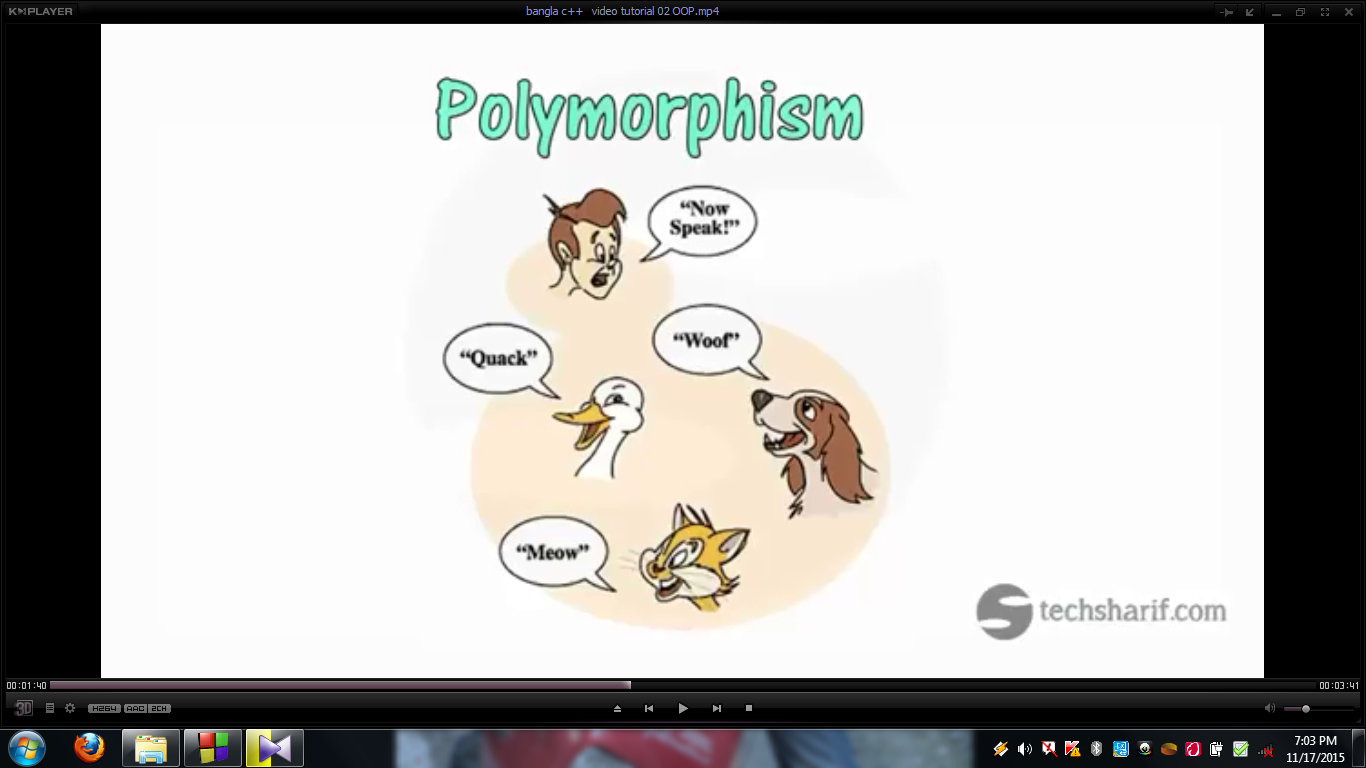 K▶MPLAYER
bangla c++ video tutorial 02 OOP.mp4
Polymorphism
“Now
Speak!”
“Quack”
“Woof”
“Meow”
techsharif.com
00:01:40
00:03:41
3D
H264
AAC
2CH
7:03 PM
11/17/2015